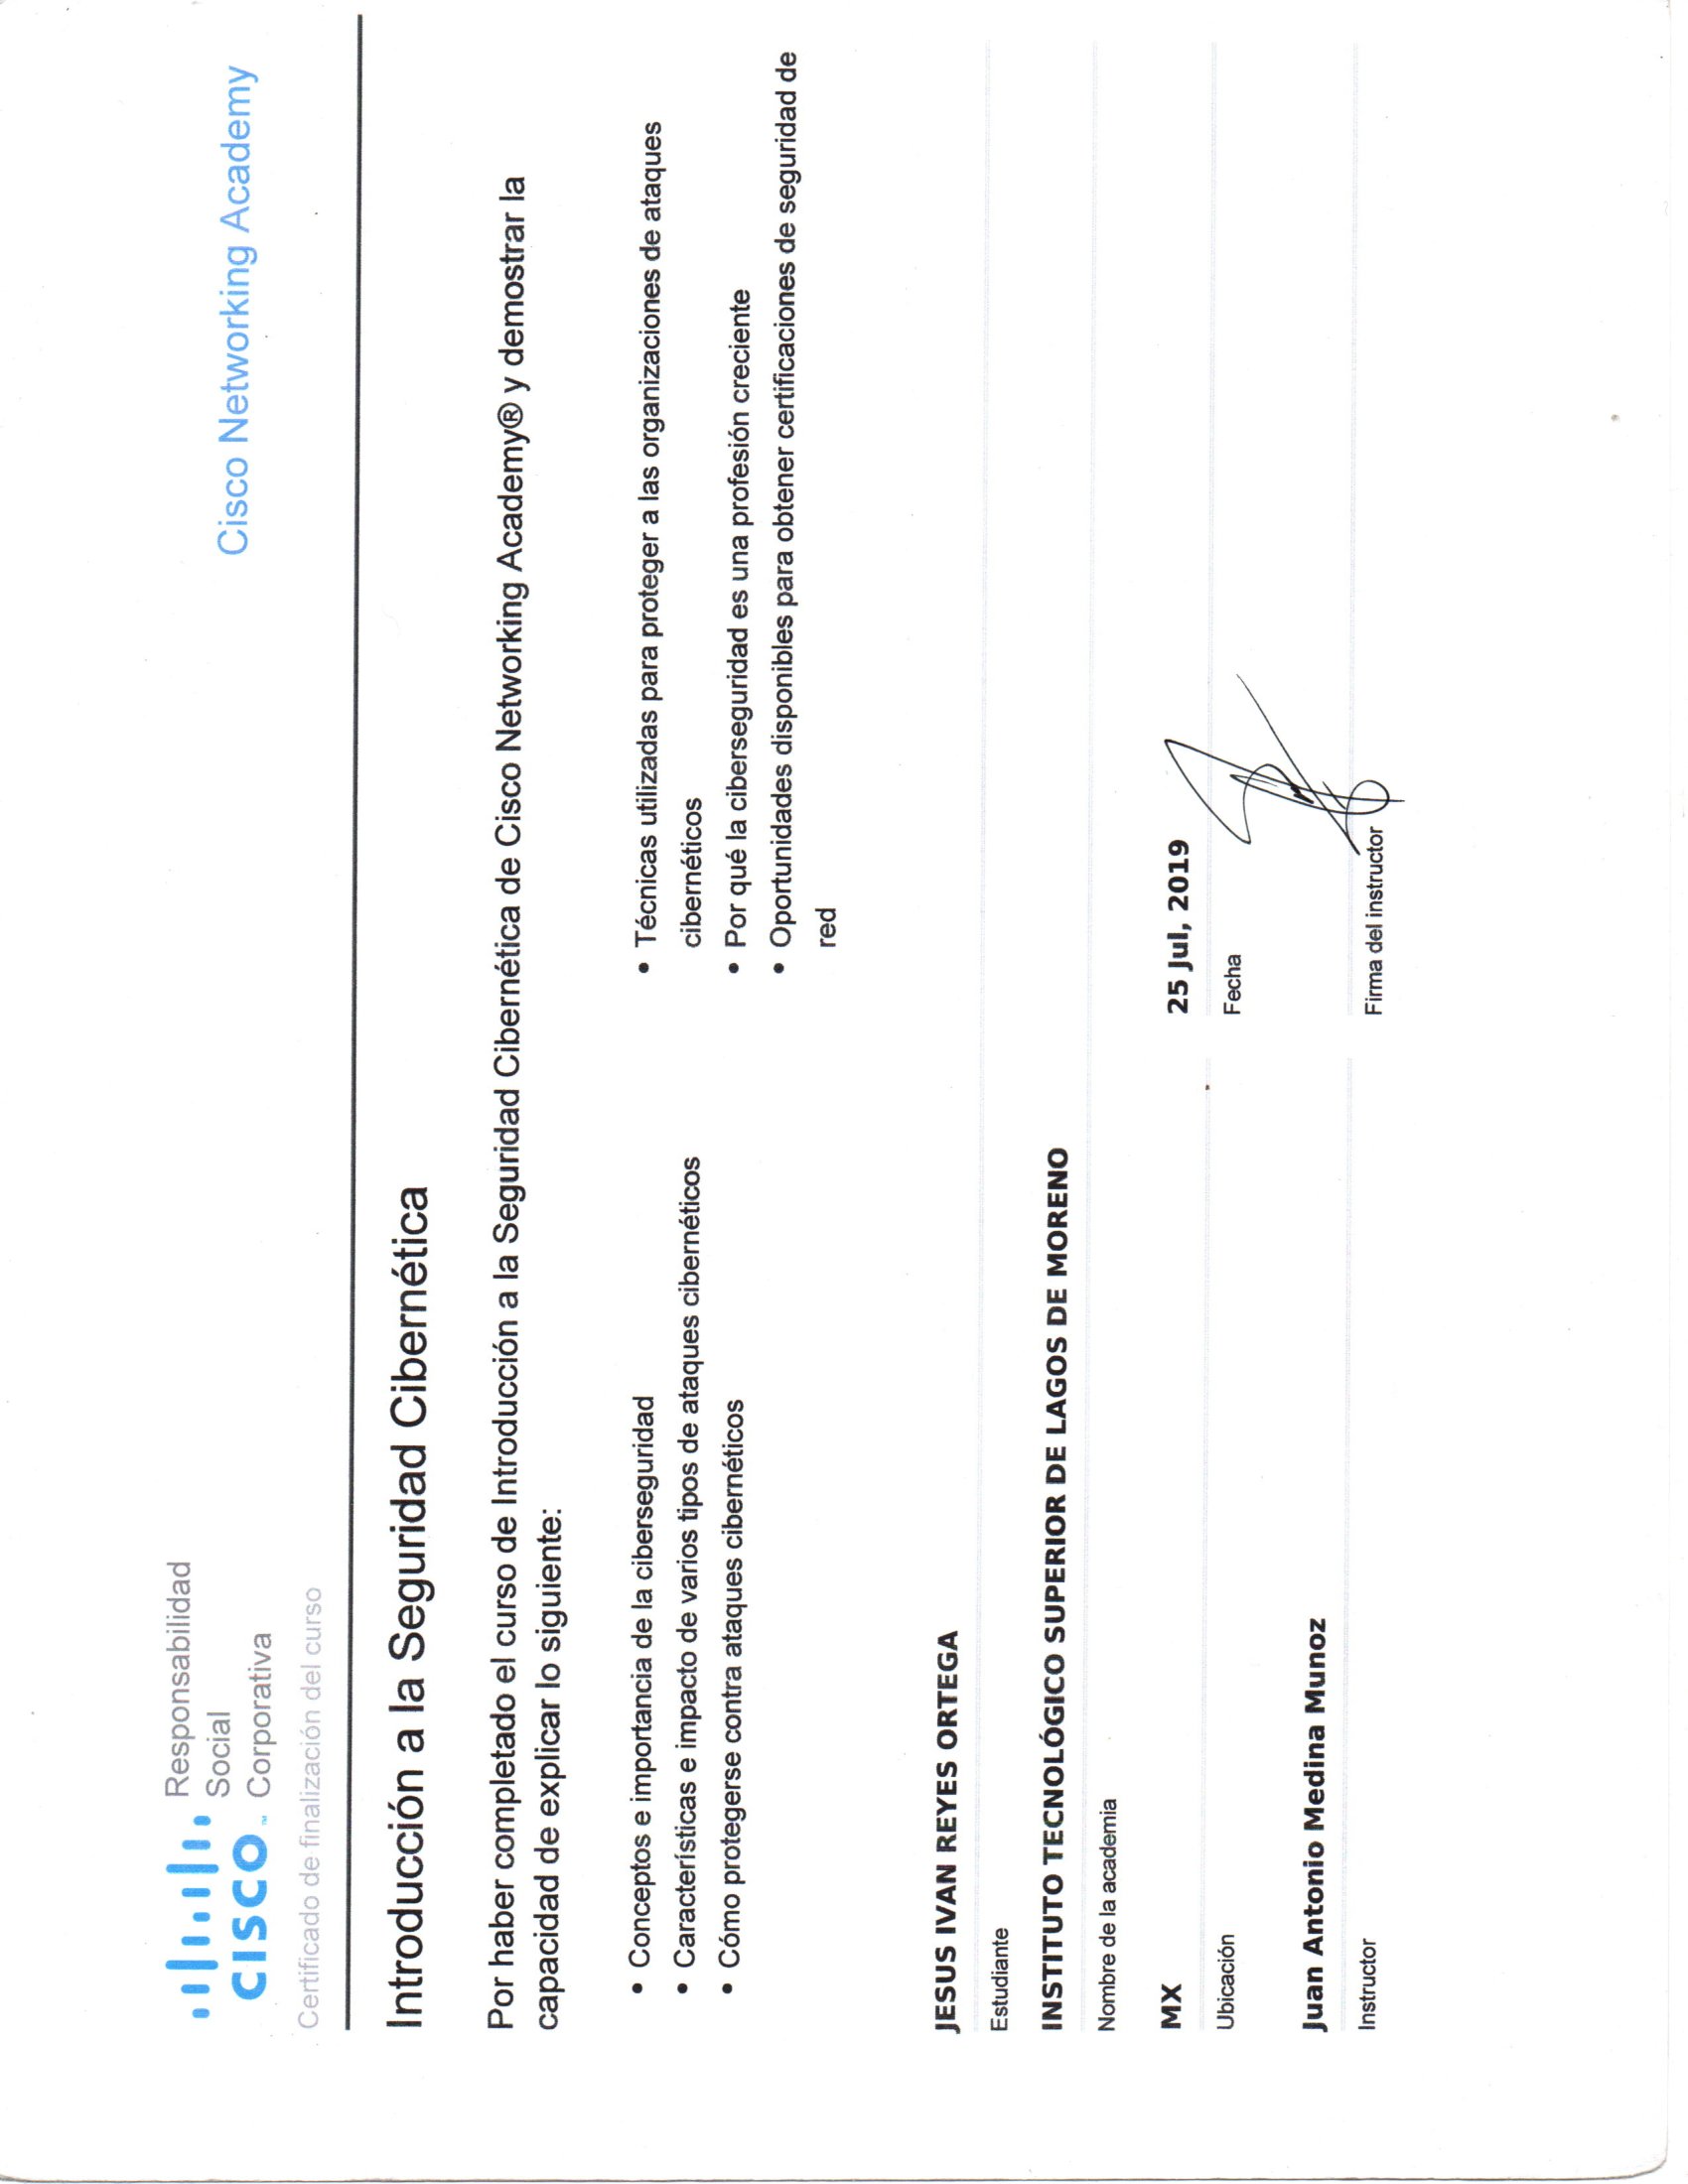 Responsabilidad
Social
CISCO™ Corporativa
Cisco Networking Academy
Certificado de finalización del curso
Introducción a la Seguridad Cibernética
Por haber completado el curso de Introducción a la Seguridad Cibernética de Cisco Networking Academy® y demostrar la
capacidad de explicar lo siguiente:
• Conceptos e importancia de la ciberseguridad
• Características e impacto de varios tipos de ataques cibernéticos
• Cómo protegerse contra ataques cibernéticos
• Técnicas utilizadas para proteger a las organizaciones de ataques
cibernéticos
• Por qué la ciberseguridad es una profesión creciente
• Oportunidades disponibles para obtener certificaciones de seguridad de
red
JESUS IVAN REYES ORTEGA
Estudiante
INSTITUTO TECNOLÓGICO SUPERIOR DE LAGOS DE MORENO
Nombre de la academia
MX
Ubicación
25 Jul, 2019
Fecha
Juan Antonio Medina Munoz
Instructor
Firma del instructor